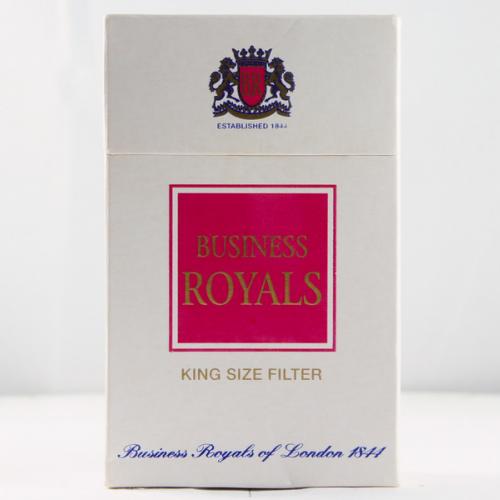 ESTABLISHED 1844
BUSINESS
ROYALS
KING SIZE FILTER
Business Royals of London 1844